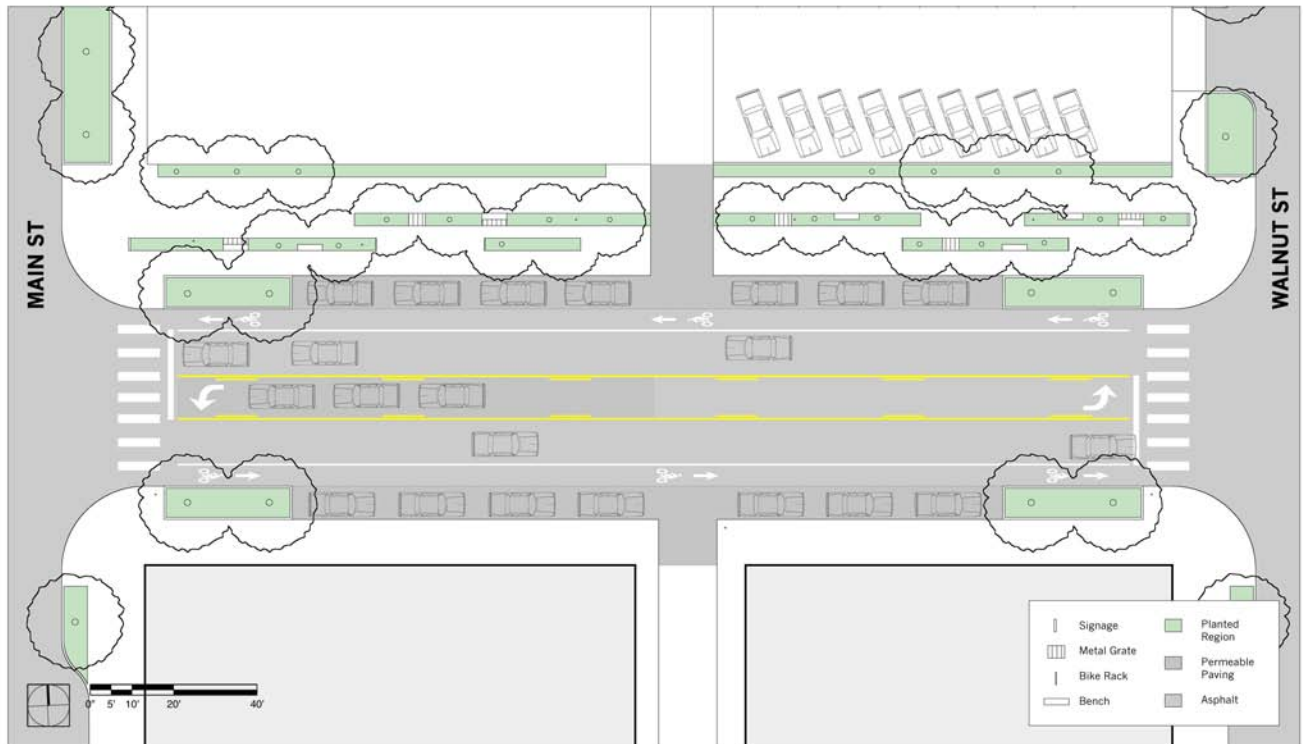 MAIN ST
WALNUT ST
Signage
Metal Grate
Bike Rack
Bench
Planted
Region
Permeable
Paving
Asphalt
0" 5' 10' 20' 40'